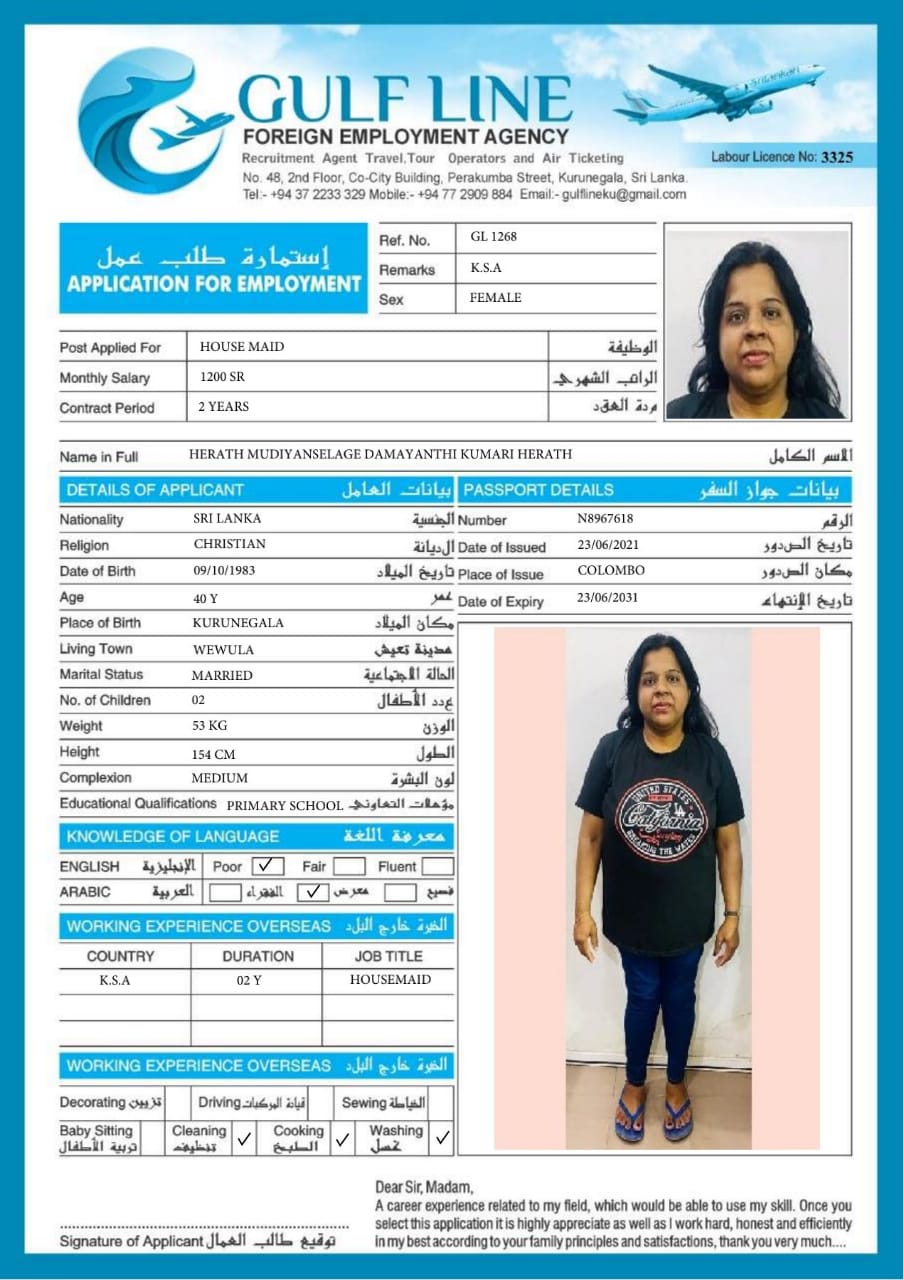 GULF LINE
FOREIGN EMPLOYMENT AGENCY
Recruitment Agent Travel,Tour Operators and Air Ticketing
No. 48, 2nd Floor, Co-City Building, Perakumba Street, Kurunegala, Sri Lanka.
Tel:- +94 37 2233 329 Mobile:- +94 77 2909 884 Email:- gulflineku@gmail.com
SriLankan
Labour Licence No: 3325
إستمارة طلب عمل
APPLICATION FOR EMPLOYMENT
Ref. No. GL 1268
Remarks K.S.A
Sex FEMALE
Post Applied For HOUSE MAID الوظيفة
Monthly Salary 1200 SR الراتب الشهري
Contract Period 2 YEARS مدة العقد
Name in Full HERATH MUDIYANSELAGE DAMAYANTHI KUMARI HERATH الاسم الكامل
DETAILS OF APPLICANT بيانات العامل
Nationality SRI LANKA الجنسية
Religion CHRISTIAN الديانة
Date of Birth 09/10/1983 تاريخ الميلاد
Age 40 Y عمر
Place of Birth KURUNEGALA مكان الميلاد
Living Town WEWULA مدينة تعيش
Marital Status MARRIED الحالة الاجتماعية
No. of Children 02 عدد الأطفال
Weight 53 KG الوزن
Height 154 CM الطول
Complexion MEDIUM لون البشرة
Educational Qualifications PRIMARY SCHOOL مؤهلات التعاوني
PASSPORT DETAILS بيانات جواز السفر
Number N8967618 الرقم
Date of Issued 23/06/2021 تاريخ الصدور
Place of Issue COLOMBO مكان الصدور
Date of Expiry 23/06/2031 تاريخ الإنتهاء
KNOWLEDGE OF LANGUAGE معرفة اللغة
ENGLISH الإنجليزية Poor ✓ Fair Fluent
ARABIC العربية الفقراء ✓ معرض فصيح
WORKING EXPERIENCE OVERSEAS الخبرة خارج البلد
COUNTRY DURATION JOB TITLE
K.S.A 02 Y HOUSEMAID
WORKING EXPERIENCE OVERSEAS الخبرة خارج البلد
Decorating تزيين Driving قيادة المركبات Sewing الخياطة
Baby Sitting Cleaning ✓ Cooking ✓ Washing ✓
تربية الأطفال تنظيف الطبخ غسل
UNITED STATES
LA
California
BREAKING THE WAVES
Signature of Applicant توقيع طالب العمال
Dear Sir, Madam,
A career experience related to my field, which would be able to use my skill. Once you
select this application it is highly appreciate as well as I work hard, honest and efficiently
in my best according to your family principles and satisfactions, thank you very much....